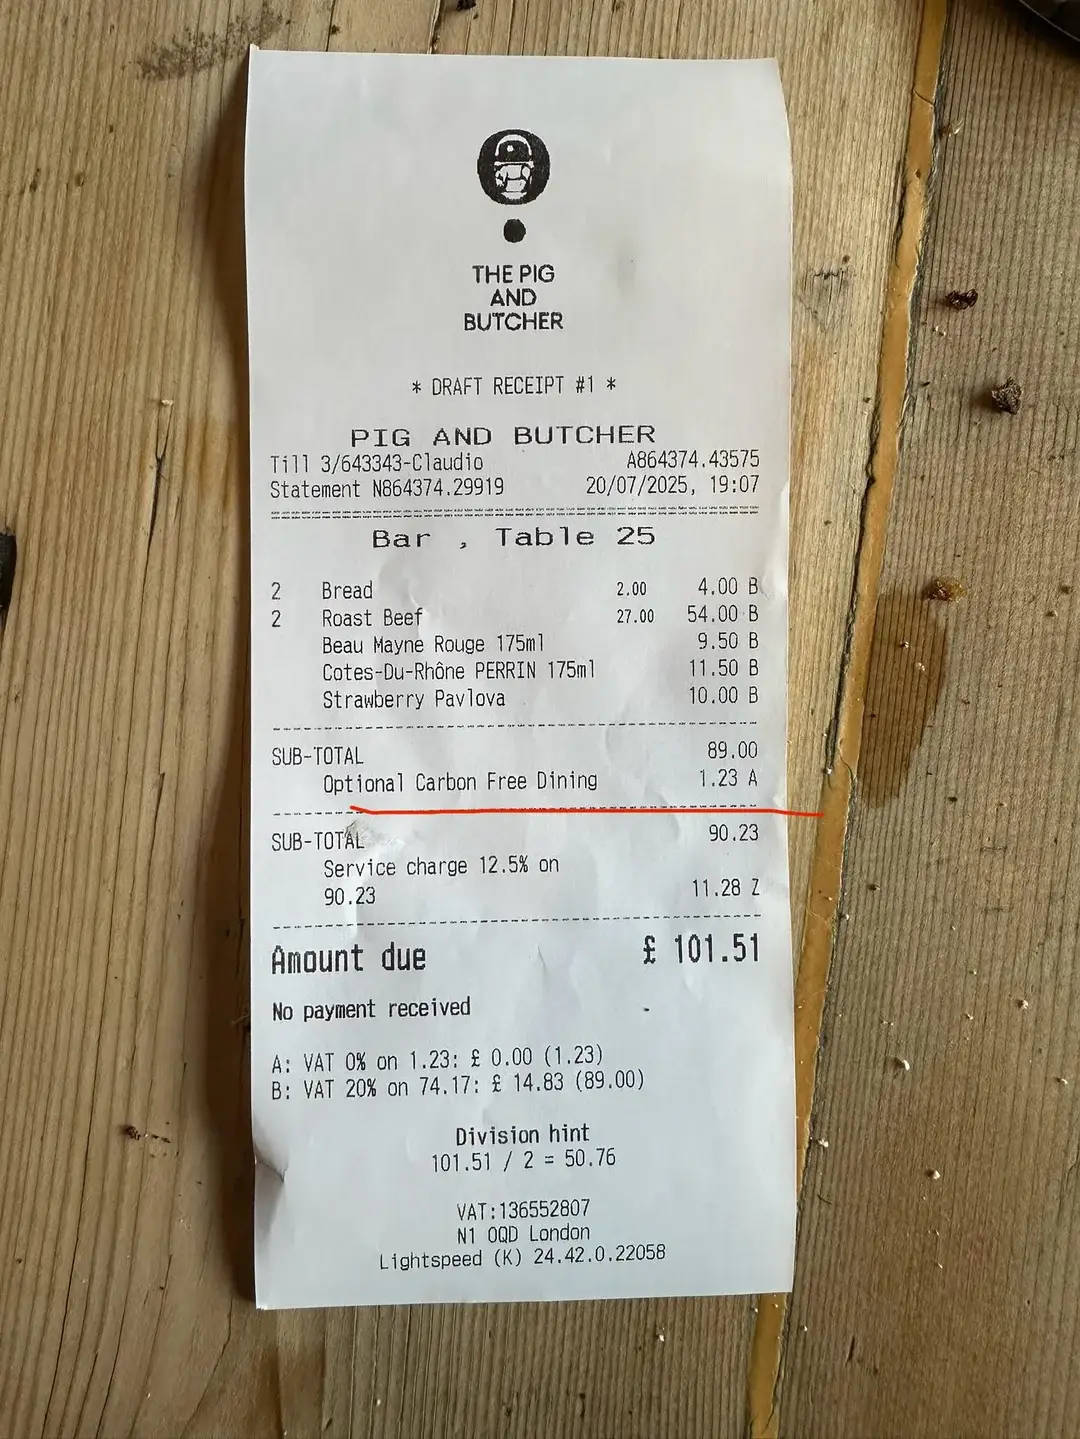 THE PIG
AND
BUTCHER
* DRAFT RECEIPT #1 *
PIG AND BUTCHER
Till 3/643343-Claudio A864374.43575
Statement N864374.29919 20/07/2025, 19:07
Bar , Table 25
2 Bread 2.00 4.00 B
2 Roast Beef 27.00 54.00 B
Beau Mayne Rouge 175ml 9.50 B
Cotes-Du-Rhône PERRIN 175ml 11.50 B
Strawberry Pavlova 10.00 B
SUB-TOTAL 89.00
Optional Carbon Free Dining 1.23 A
SUB-TOTAL 90.23
Service charge 12.5% on
90.23 11.28 Z
Amount due £ 101.51
No payment received
A: VAT 0% on 1.23: £ 0.00 (1.23)
B: VAT 20% on 74.17: £ 14.83 (89.00)
Division hint
101.51 / 2 = 50.76
VAT:136552807
N1 0QD London
Lightspeed (K) 24.42.0.22058